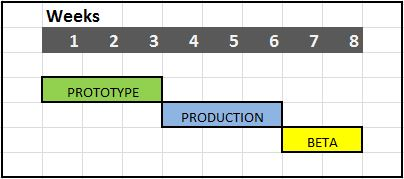 Weeks
1 2 3 4 5 6 7 8
PROTOTYPE
PRODUCTION
BETA